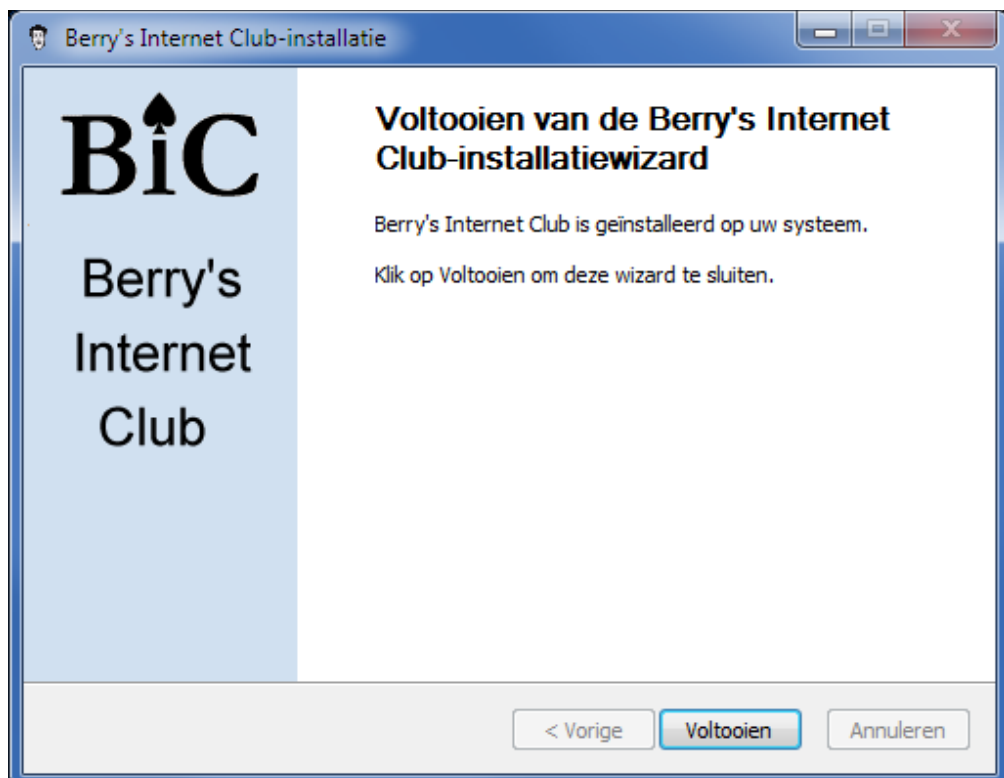 Berry's Internet Club-installatie
BiC
Berry's
Internet
Club
Voltooien van de Berry's Internet
Club-installatiewizard
Berry's Internet Club is geïnstalleerd op uw systeem.
Klik op Voltooien om deze wizard te sluiten.
< Vorige
Voltooien
Annuleren